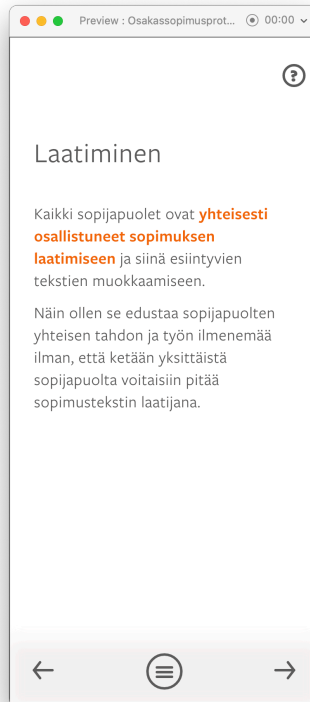 Preview : Osakassopimusprot... 00:00
?
Laatiminen
Kaikki sopijapuolet ovat yhteisesti
osallistuneet sopimuksen
laatimiseen ja siinä esiintyvien
tekstien muokkaamiseen.
Näin ollen se edustaa sopijapuolten
yhteisen tahdon ja työn ilmenemää
ilman, että ketään yksittäistä
sopijapuolta voitaisiin pitää
sopimustekstin laatijana.